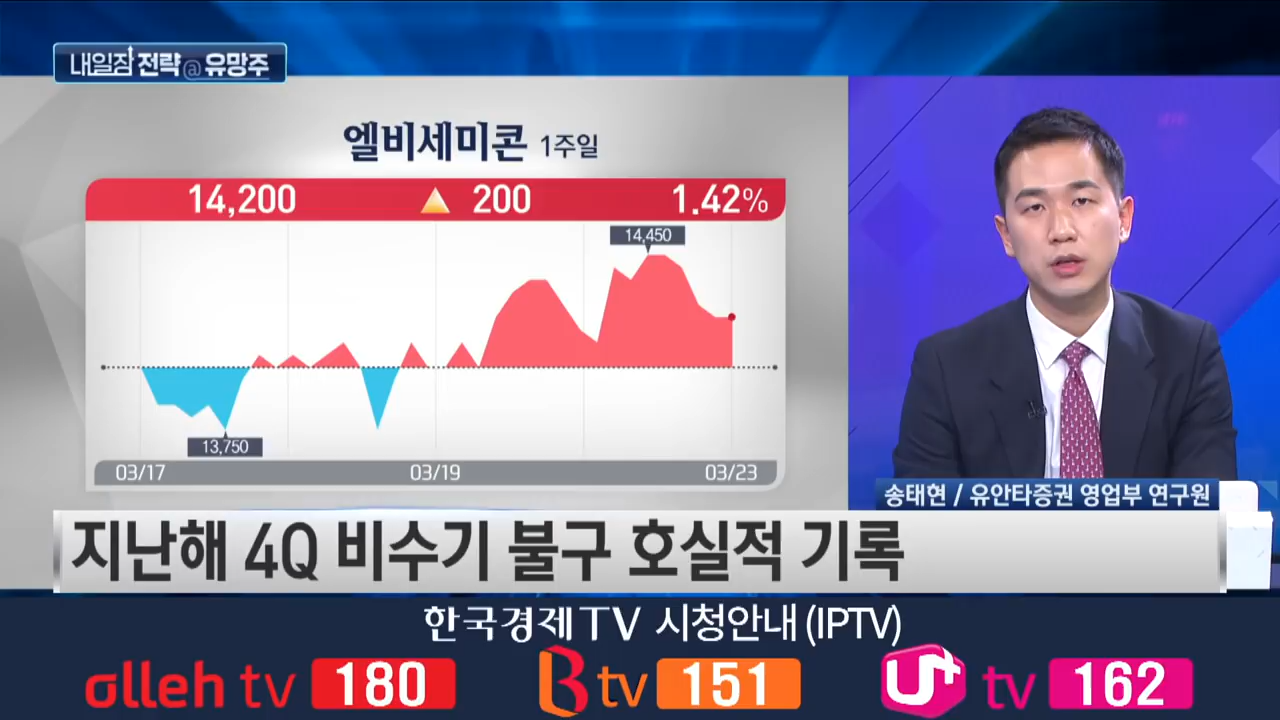 내일장 전략@유망주
엘비세미콘 1주일
14,200 ▲ 200 1.42%
14,450
13,750
03/17 03/19 03/23
송태현 / 유안타증권 영업부 연구원
지난해 4Q 비수기 불구 호실적 기록
한국경제TV 시청안내 (IPTV)
olleh tv 180 B tv 151 U+ tv 162